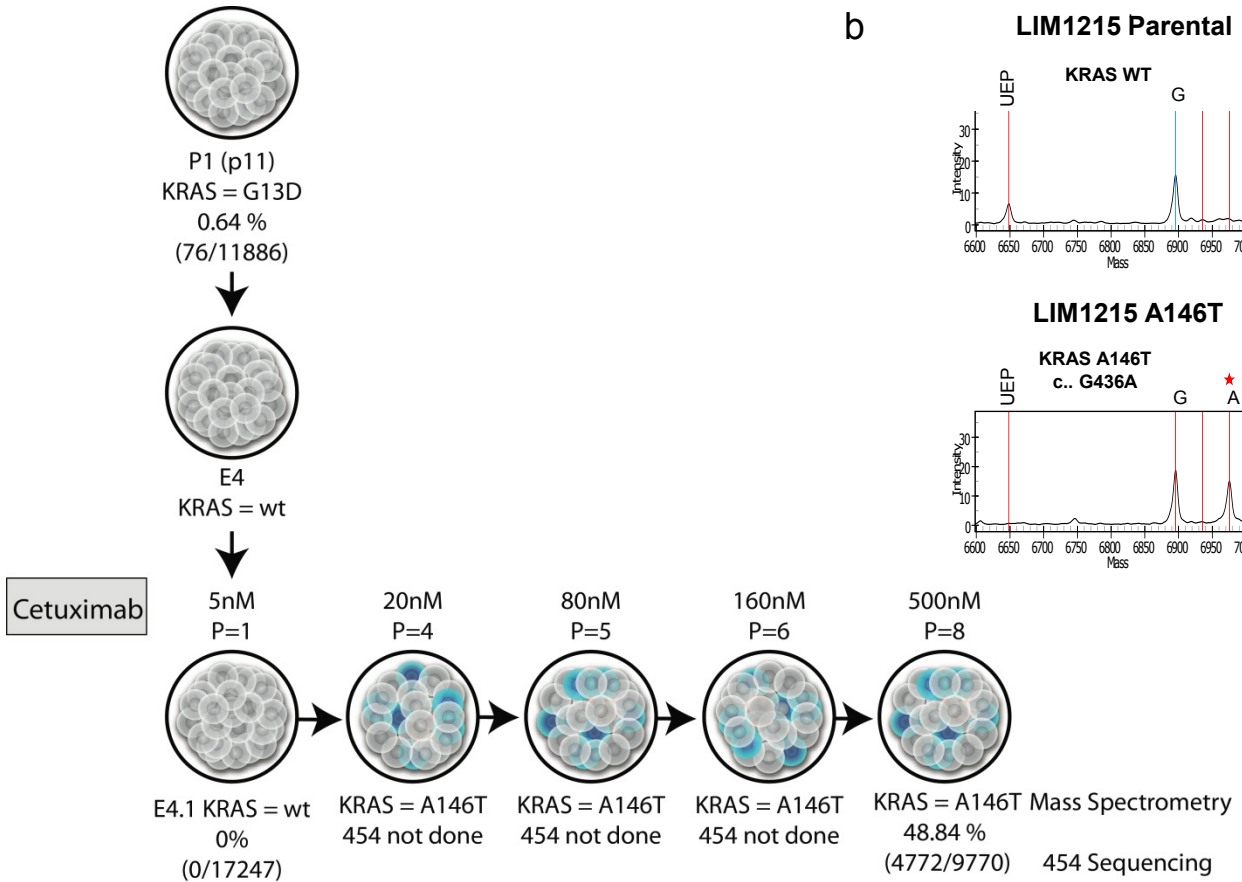 P1 (p11)
KRAS = G13D
0.64 %
(76/11886)
E4
KRAS = wt
Cetuximab
5nM
P=1
20nM
P=4
80nM
P=5
160nM
P=6
500nM
P=8
E4.1 KRAS = wt
0%
(0/17247)
KRAS = A146T
454 not done
KRAS = A146T
454 not done
KRAS = A146T
454 not done
KRAS = A146T
48.84 %
(4772/9770)
Mass Spectrometry
454 Sequencing
b
LIM1215 Parental
KRAS WT
UEP
G
Intensity
30
20
10
0
6600 6650 6700 6750 6800 6850 6900 6950 70
Mass
LIM1215 A146T
KRAS A146T
c.. G436A
UEP
G
A
Intensity
30
20
10
0
6600 6650 6700 6750 6800 6850 6900 6950 70
Mass